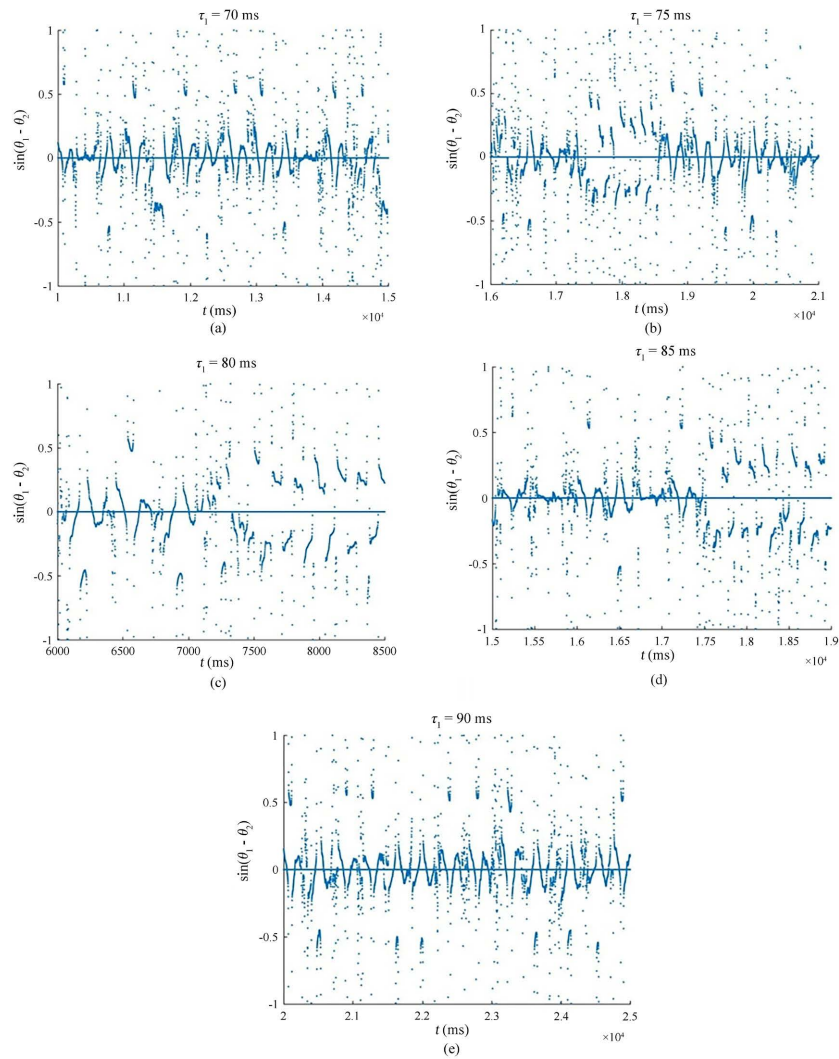 τ₁ = 70 ms
sin(θ₁ - θ₂)
1
0.5
0
-0.5
-1
1 1.1 1.2 1.3 1.4 1.5
t (ms)
×10⁴
(a)
τ₁ = 75 ms
sin(θ₁ - θ₂)
1
0.5
0
-0.5
-1
1.6 1.7 1.8 1.9 2 2.1
t (ms)
×10⁴
(b)
τ₁ = 80 ms
sin(θ₁ - θ₂)
1
0.5
0
-0.5
-1
6000 6500 7000 7500 8000 8500
t (ms)
(c)
τ₁ = 85 ms
sin(θ₁ - θ₂)
1
0.5
0
-0.5
-1
1.5 1.55 1.6 1.65 1.7 1.75 1.8 1.85 1.9
t (ms)
×10⁴
(d)
τ₁ = 90 ms
sin(θ₁ - θ₂)
1
0.5
0
-0.5
-1
2 2.1 2.2 2.3 2.4 2.5
t (ms)
×10⁴
(e)